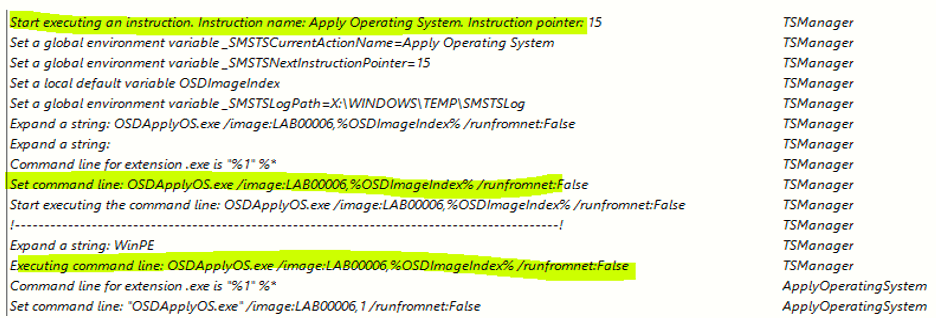 Start executing an instruction. Instruction name: Apply Operating System. Instruction pointer: 15 TSManager
Set a global environment variable _SMSTSCurrentActionName=Apply Operating System TSManager
Set a global environment variable _SMSTSNextInstructionPointer=15 TSManager
Set a local default variable OSDImageIndex TSManager
Set a global environment variable _SMSTSLogPath=X:\WINDOWS\TEMP\SMSTSLog TSManager
Expand a string: OSDApplyOS.exe /image:LAB00006,%OSDImageIndex% /runfromnet:False TSManager
Expand a string: TSManager
Command line for extension .exe is "%1" %* TSManager
Set command line: OSDApplyOS.exe /image:LAB00006,%OSDImageIndex% /runfromnet:False TSManager
Start executing the command line: OSDApplyOS.exe /image:LAB00006,%OSDImageIndex% /runfromnet:False TSManager
!--------------------------------------------------------------------------------------------! TSManager
Expand a string: WinPE TSManager
Executing command line: OSDApplyOS.exe /image:LAB00006,%OSDImageIndex% /runfromnet:False TSManager
Command line for extension .exe is "%1" %* ApplyOperatingSystem
Set command line: "OSDApplyOS.exe" /image:LAB00006,1 /runfromnet:False ApplyOperatingSystem